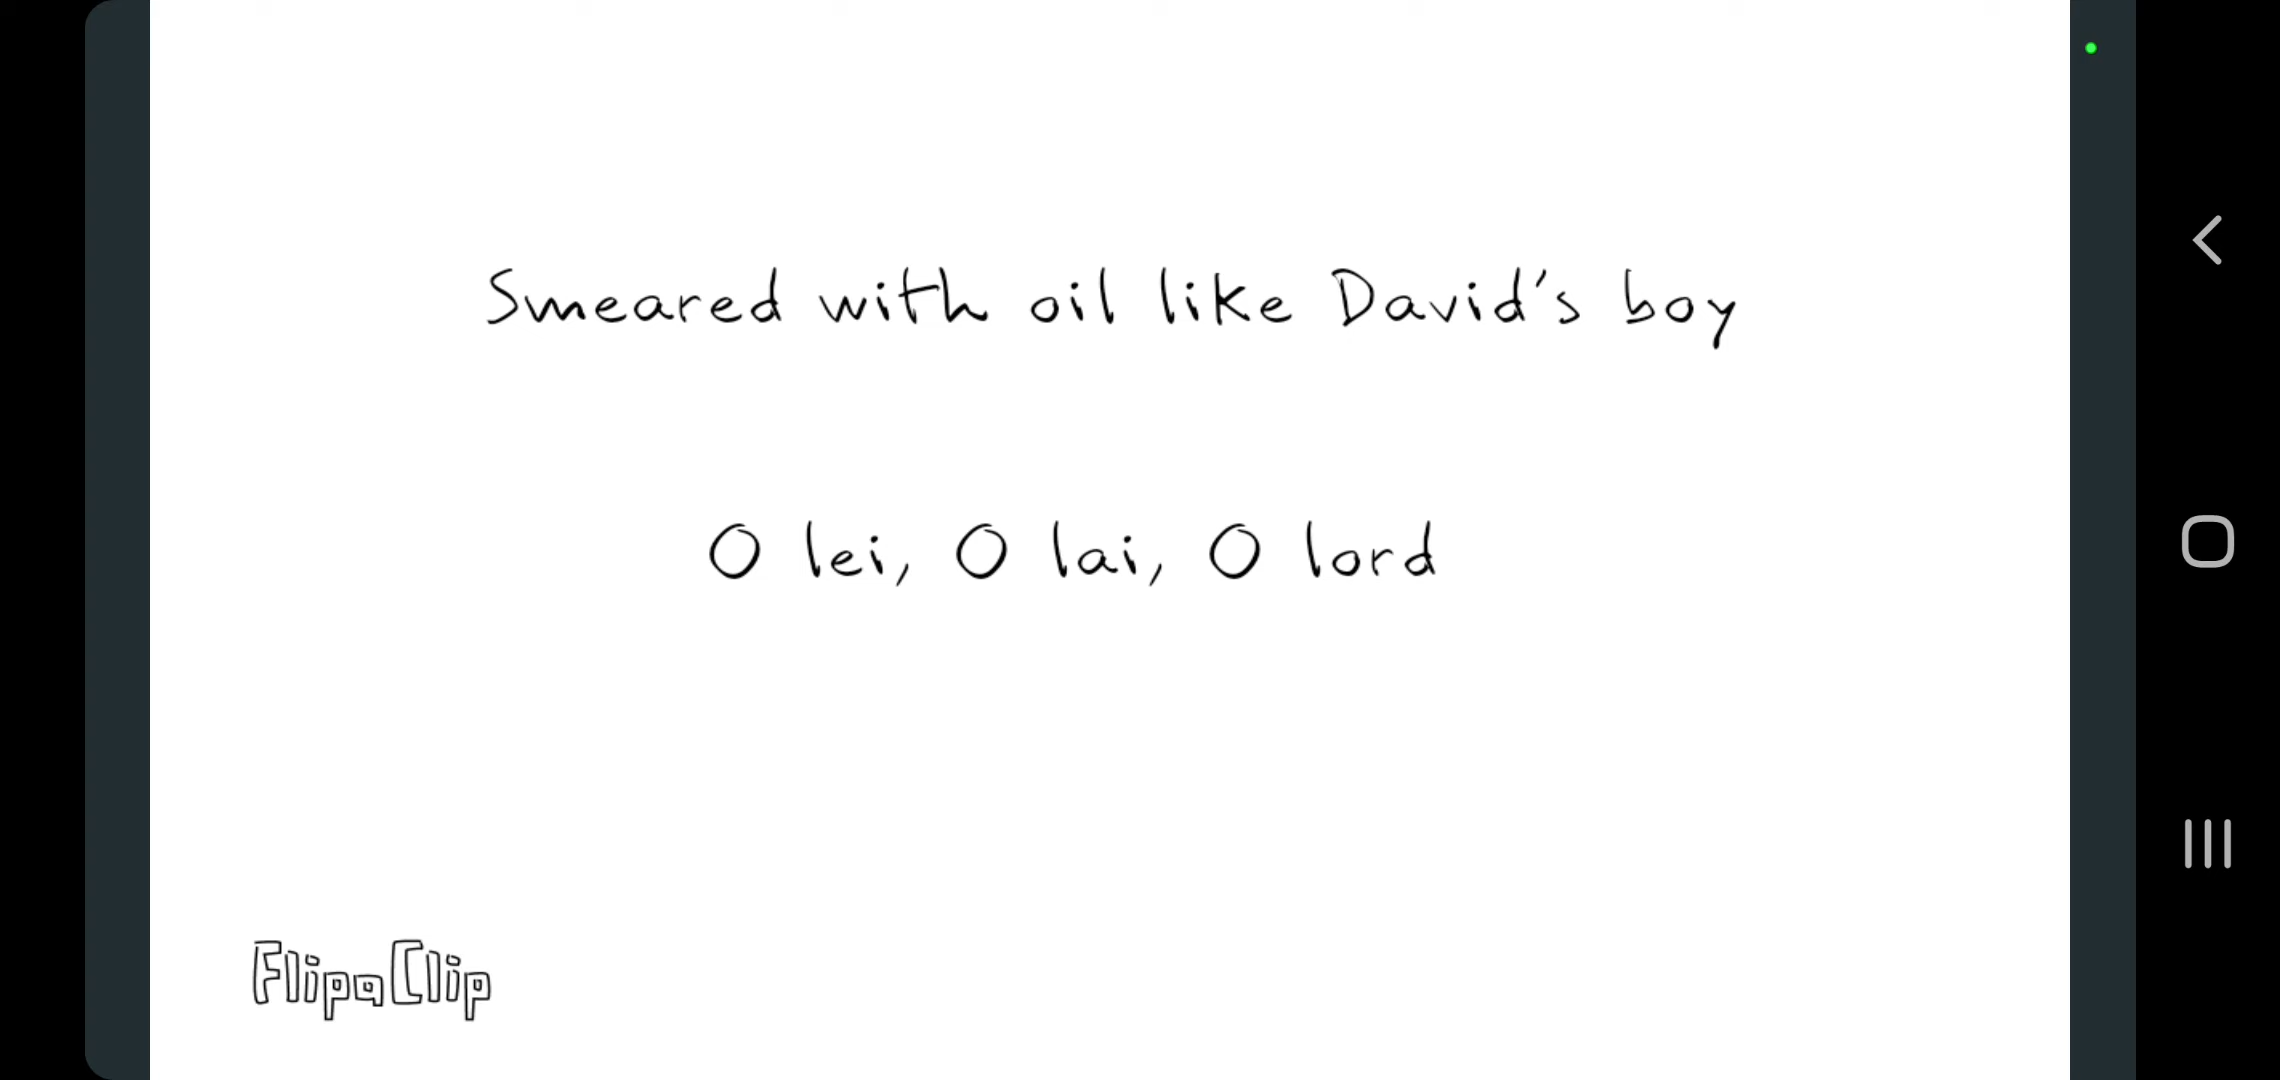 Smeared with oil like David's boy
O lei, O lai, O lord
FlipaClip